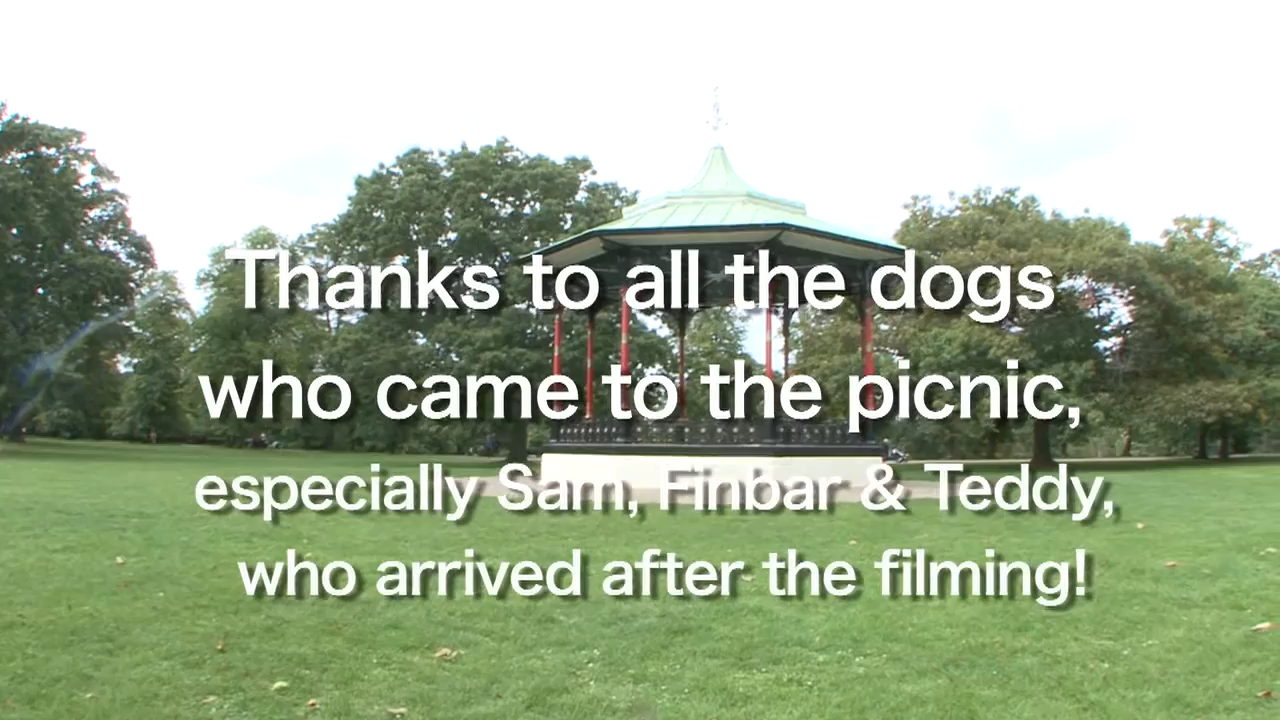 Thanks to all the dogs
who came to the picnic,
especially Sam, Finbar & Teddy,
who arrived after the filming!